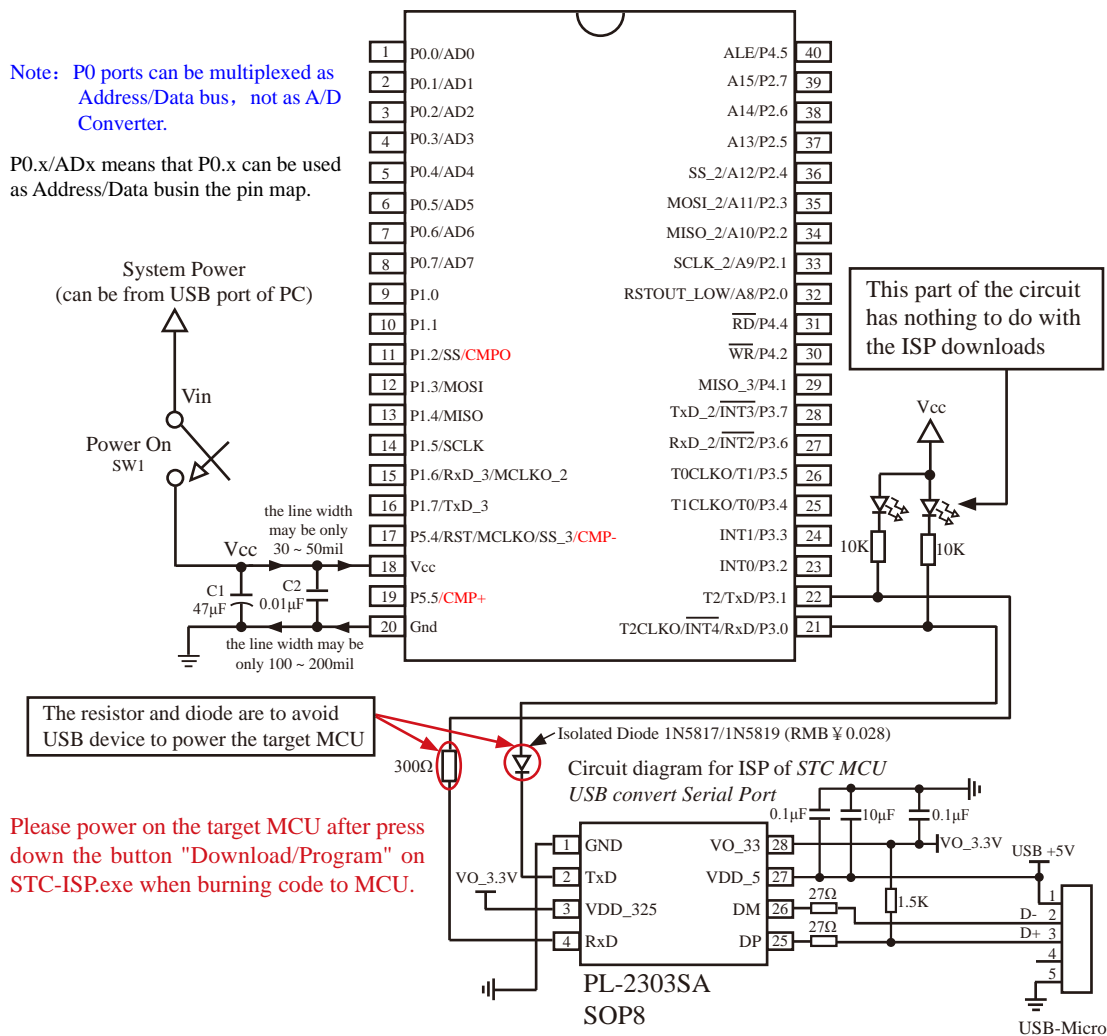 Note：P0 ports can be multiplexed as
Address/Data bus，not as A/D
Converter.
P0.x/ADx means that P0.x can be used
as Address/Data busin the pin map.
System Power
(can be from USB port of PC)
Vin
Power On
SW1
Vcc
the line width
may be only
30 ~ 50mil
C1
47μF
C2
0.01μF
the line width may be
only 100 ~ 200mil
1 P0.0/AD0
2 P0.1/AD1
3 P0.2/AD2
4 P0.3/AD3
5 P0.4/AD4
6 P0.5/AD5
7 P0.6/AD6
8 P0.7/AD7
9 P1.0
10 P1.1
11 P1.2/SS/CMPO
12 P1.3/MOSI
13 P1.4/MISO
14 P1.5/SCLK
15 P1.6/RxD_3/MCLKO_2
16 P1.7/TxD_3
17 P5.4/RST/MCLKO/SS_3/CMP-
18 Vcc
19 P5.5/CMP+
20 Gnd
ALE/P4.5 40
A15/P2.7 39
A14/P2.6 38
A13/P2.5 37
SS_2/A12/P2.4 36
MOSI_2/A11/P2.3 35
MISO_2/A10/P2.2 34
SCLK_2/A9/P2.1 33
RSTOUT_LOW/A8/P2.0 32
RD/P4.4 31
WR/P4.2 30
MISO_3/P4.1 29
TxD_2/INT3/P3.7 28
RxD_2/INT2/P3.6 27
T0CLKO/T1/P3.5 26
T1CLKO/T0/P3.4 25
INT1/P3.3 24
INT0/P3.2 23
T2/TxD/P3.1 22
T2CLKO/INT4/RxD/P3.0 21
This part of the circuit
has nothing to do with
the ISP downloads
Vcc
10K
10K
The resistor and diode are to avoid
USB device to power the target MCU
300Ω
Isolated Diode 1N5817/1N5819 (RMB￥0.028)
Circuit diagram for ISP of STC MCU
USB convert Serial Port
Please power on the target MCU after press
down the button "Download/Program" on
STC-ISP.exe when burning code to MCU.
VO_3.3V
1 GND
2 TxD
3 VDD_325
4 RxD
VO_33 28
VDD_5 27
DM 26
DP 25
PL-2303SA
SOP8
0.1μF
10μF
0.1μF
VO_3.3V
USB +5V
27Ω
27Ω
1.5K
D-
D+
1
2
3
4
5
USB-Micro